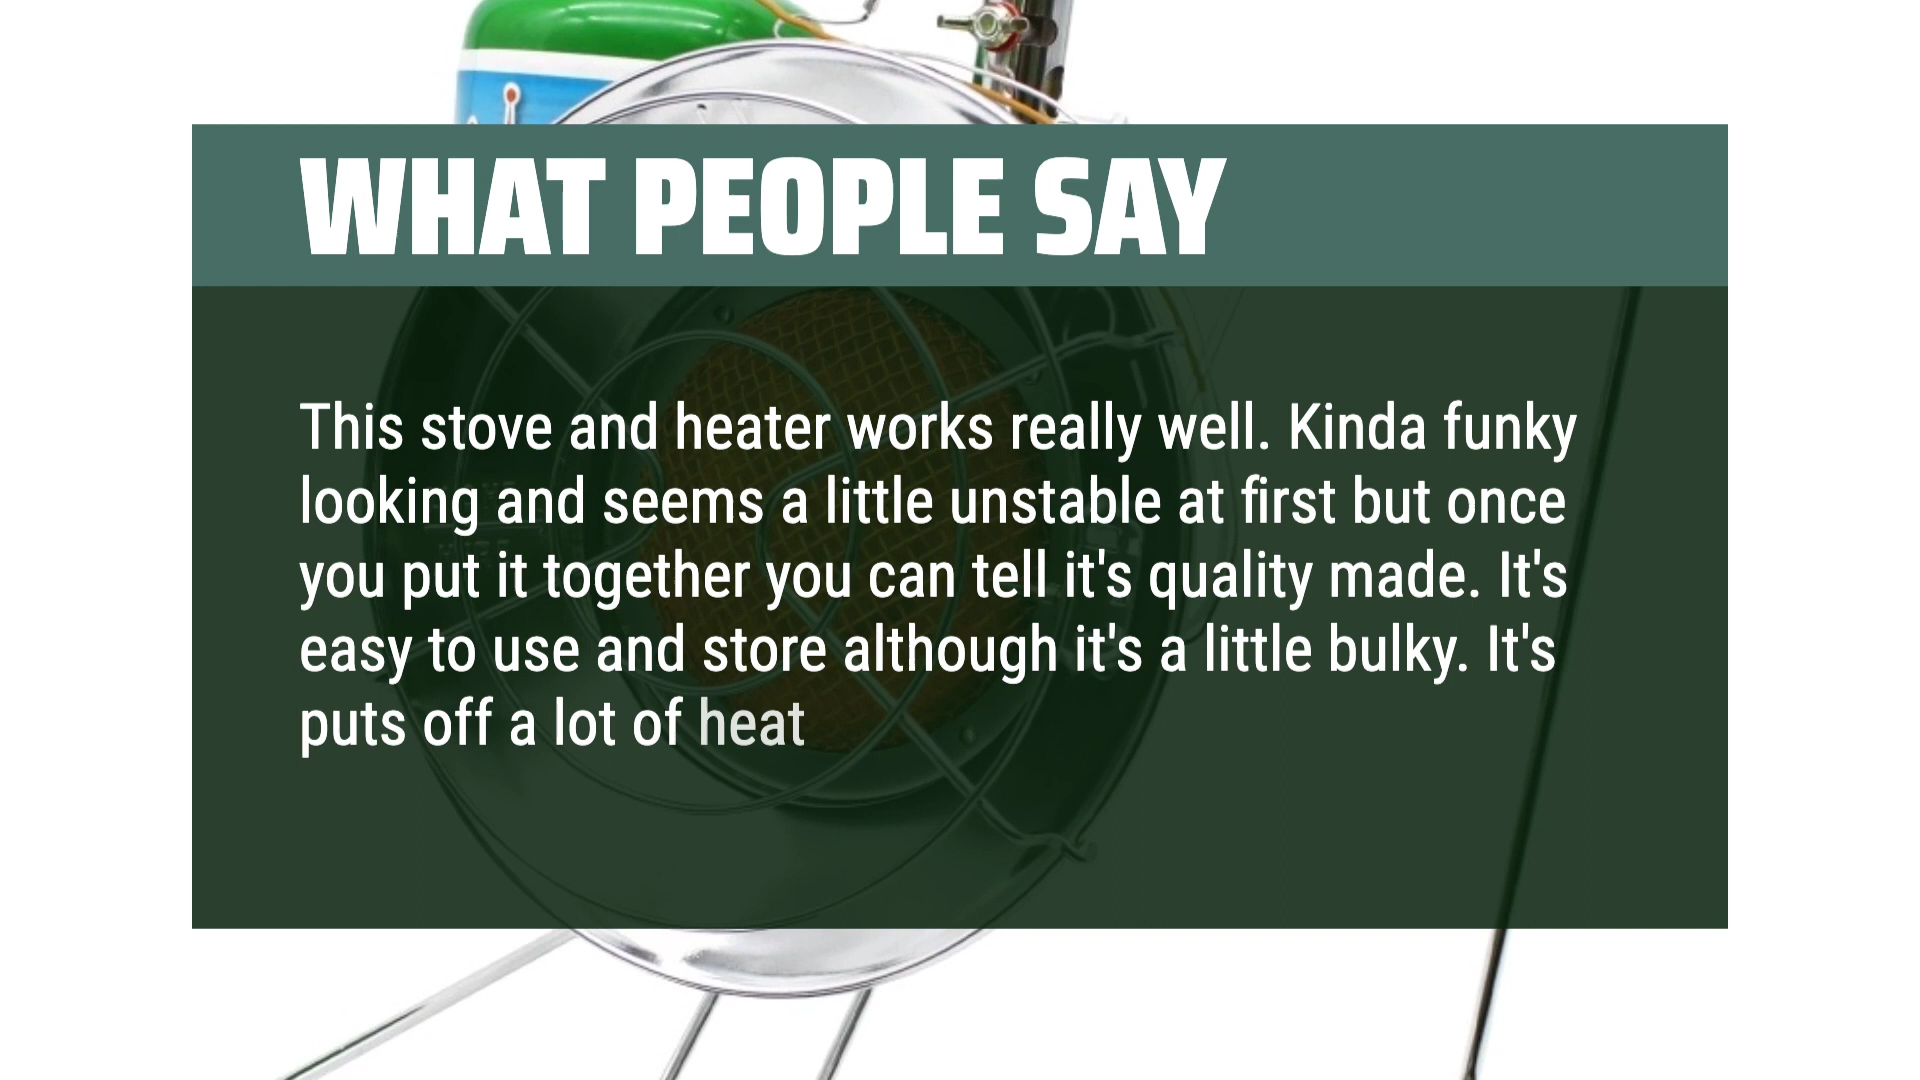 WHAT PEOPLE SAY
This stove and heater works really well. Kinda funky
looking and seems a little unstable at first but once
you put it together you can tell it's quality made. It's
easy to use and store although it's a little bulky. It's
puts off a lot of heat